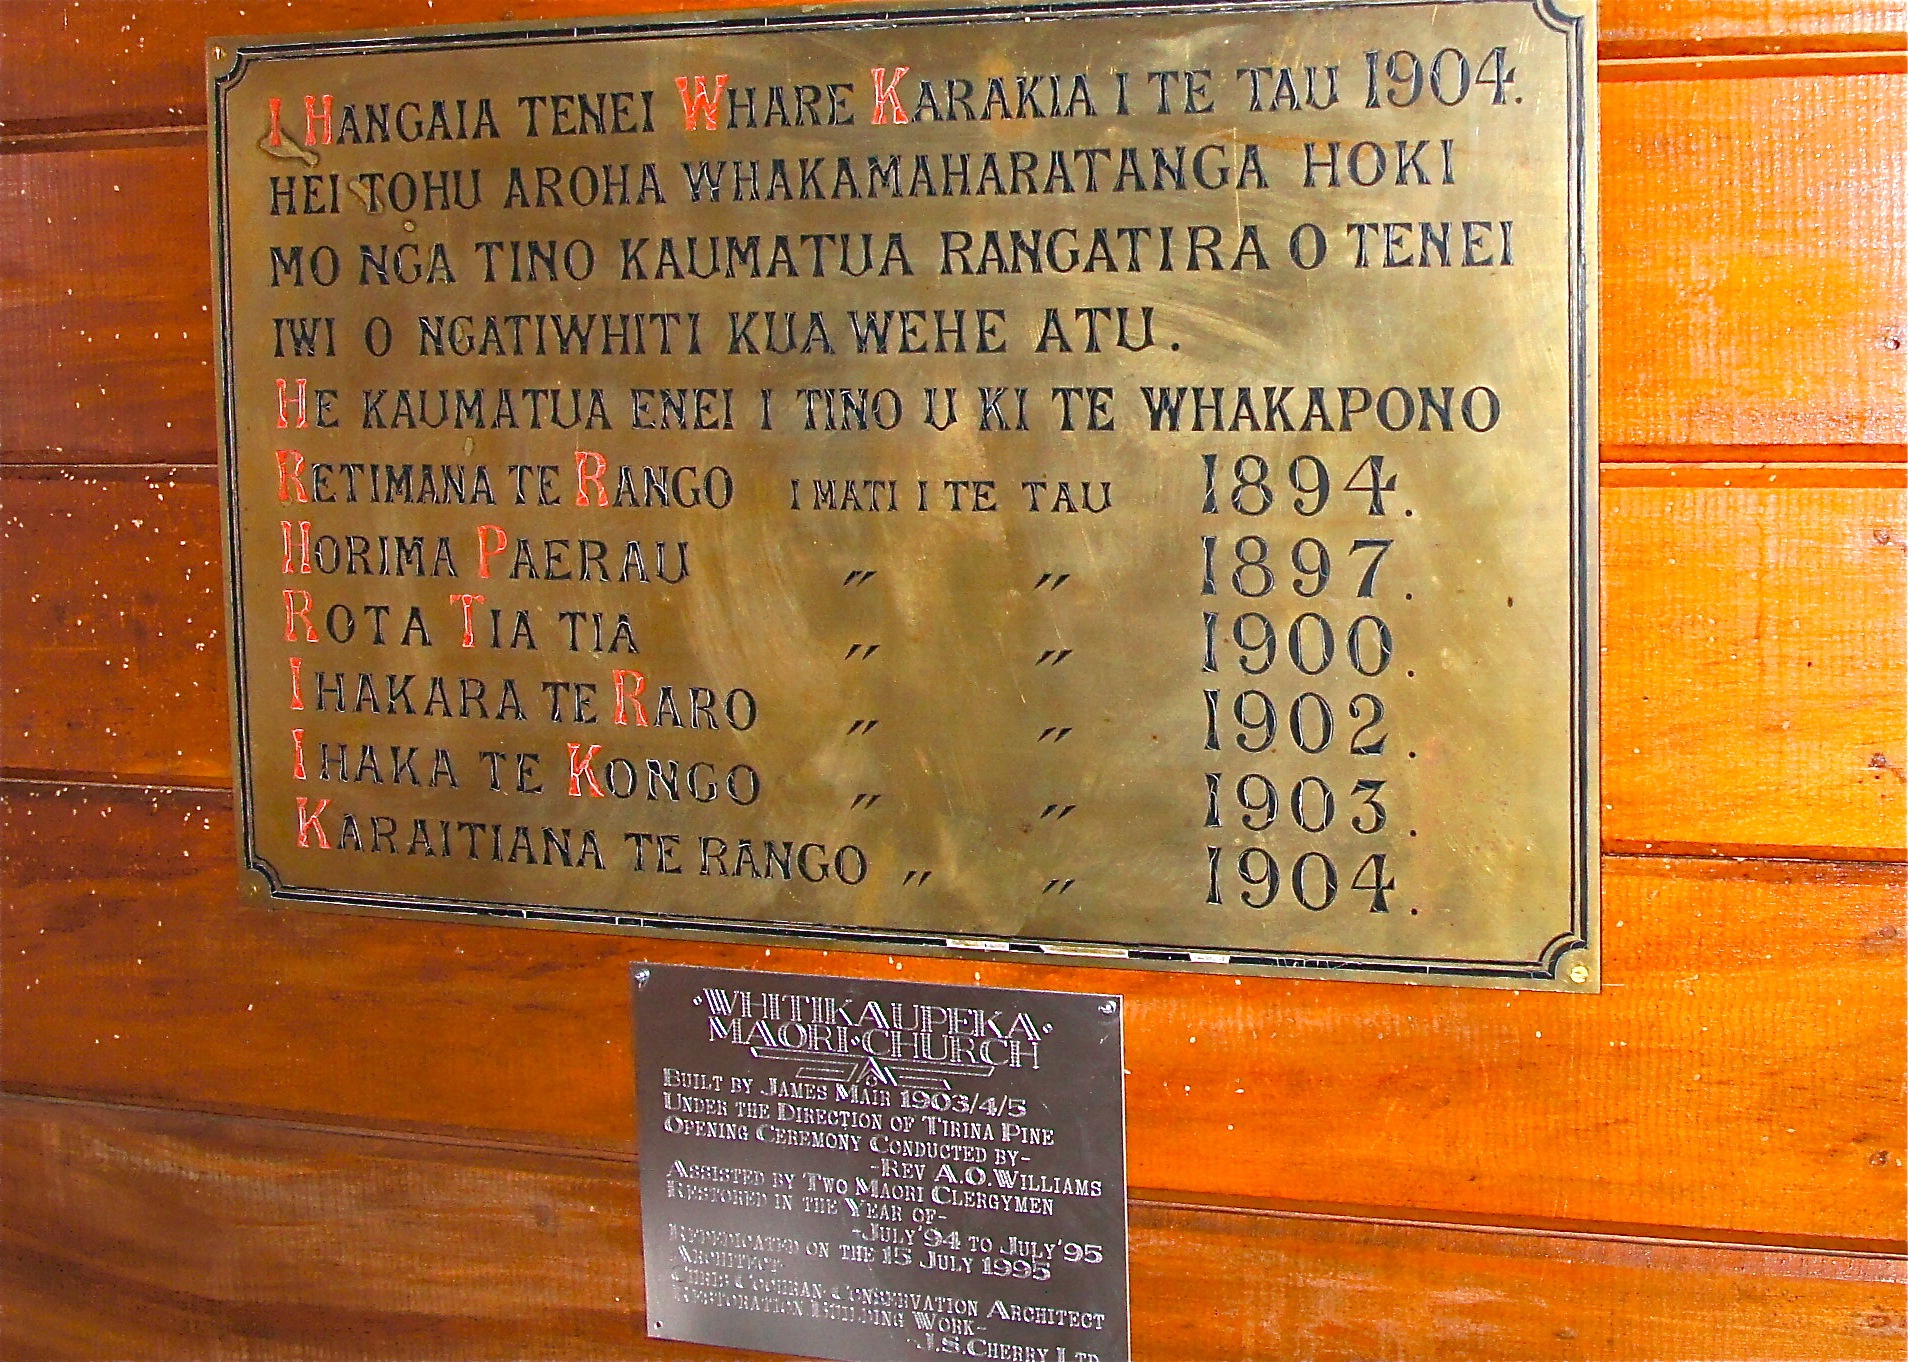 I HANGAIA TENEI WHARE KARAKIA I TE TAU 1904.
HEI TOHU AROHA WHAKAMAHARATANGA HOKI
MO NGA TINO KAUMATUA RANGATIRA O TENEI
IWI O NGATIWHITI KUA WEHE ATU.
HE KAUMATUA ENEI I TINO U KI TE WHAKAPONO
RETIMANA TE RANGO I MATI I TE TAU 1894.
HORIMA PAERAU " " 1897.
ROTA TIA TIA " " 1900.
IHAKARA TE RARO " " 1902.
IHAKA TE KONGO " " 1903.
KARAITIANA TE RANGO " " 1904.
·WHITIKAUPEKA·
MAORI·CHURCH
BUILT BY JAMES MAIR 1903/4/5
UNDER THE DIRECTION OF TIRINA PINE
OPENING CEREMONY CONDUCTED BY-
-REV A.O.WILLIAMS
ASSISTED BY TWO MAORI CLERGYMEN
RESTORED IN THE YEAR OF-
-JULY'94 TO JULY'95
REDEDICATED ON THE 15 JULY 1995
ARCHITECT
CHRIS COCHRAN-CONSERVATION ARCHITECT
RESTORATION BUILDING WORK-
-J.S.CHERRY LTD